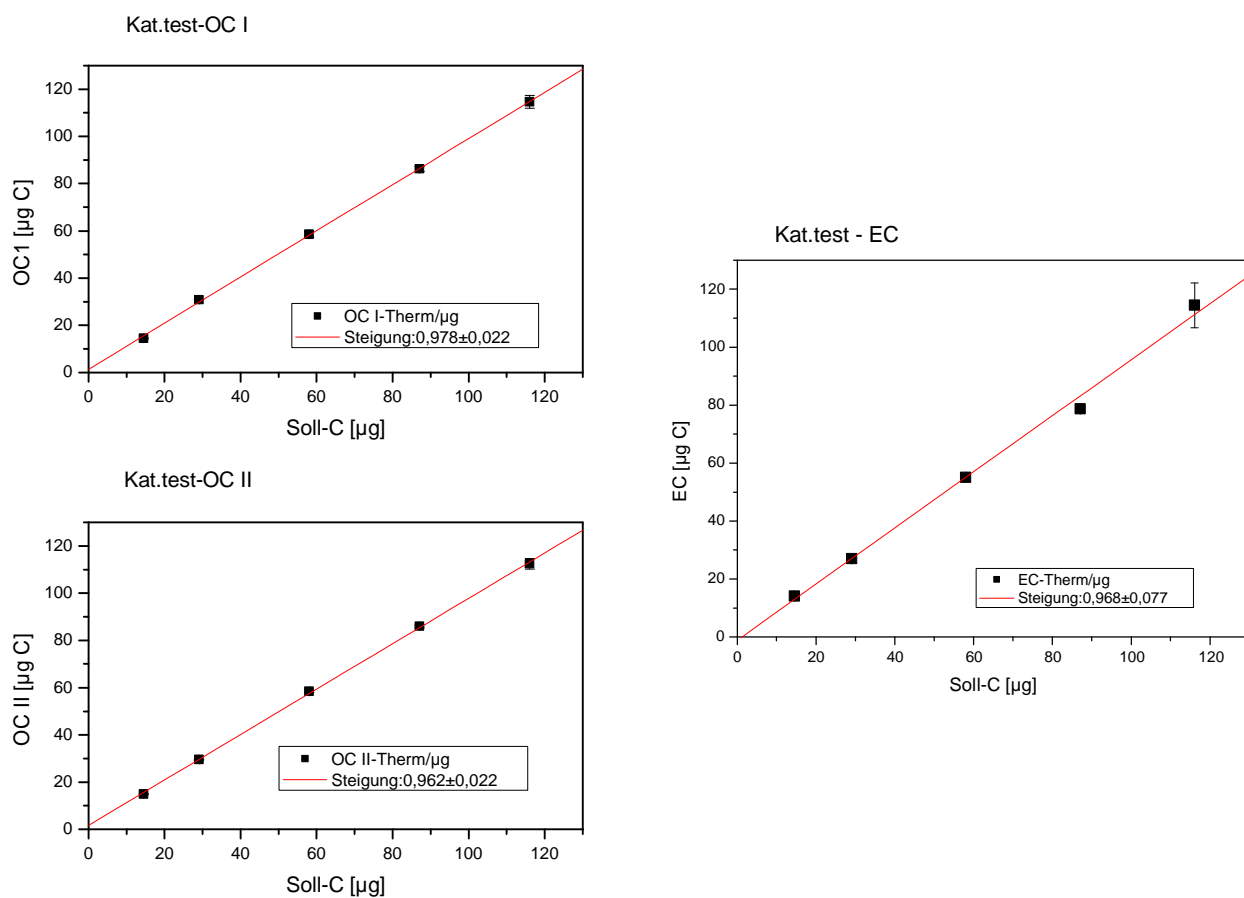 Kat.test-OC I
OC1 [µg C]
120
100
80
60
40
20
0
OC I-Therm/µg
Steigung:0,978±0,022
0 20 40 60 80 100 120
Soll-C [µg]
Kat.test-OC II
OC II [µg C]
120
100
80
60
40
20
0
OC II-Therm/µg
Steigung:0,962±0,022
0 20 40 60 80 100 120
Soll-C [µg]
Kat.test - EC
EC [µg C]
120
100
80
60
40
20
0
EC-Therm/µg
Steigung:0,968±0,077
0 20 40 60 80 100 120
Soll-C [µg]